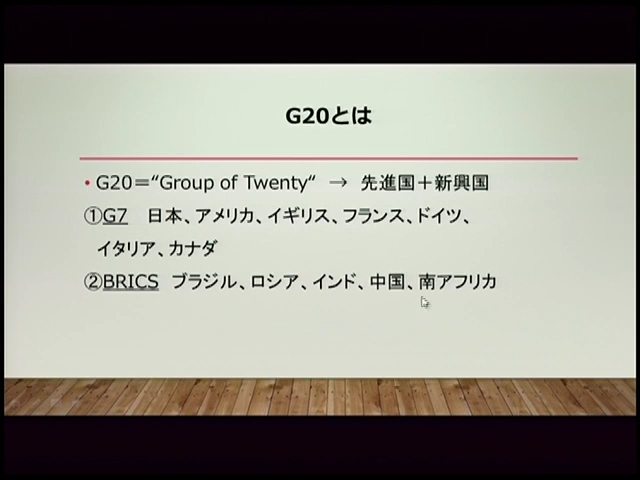 G20とは
• G20＝“Group of Twenty“ → 先進国＋新興国
①G7 日本、アメリカ、イギリス、フランス、ドイツ、
イタリア、カナダ
②BRICS ブラジル、ロシア、インド、中国、南アフリカ